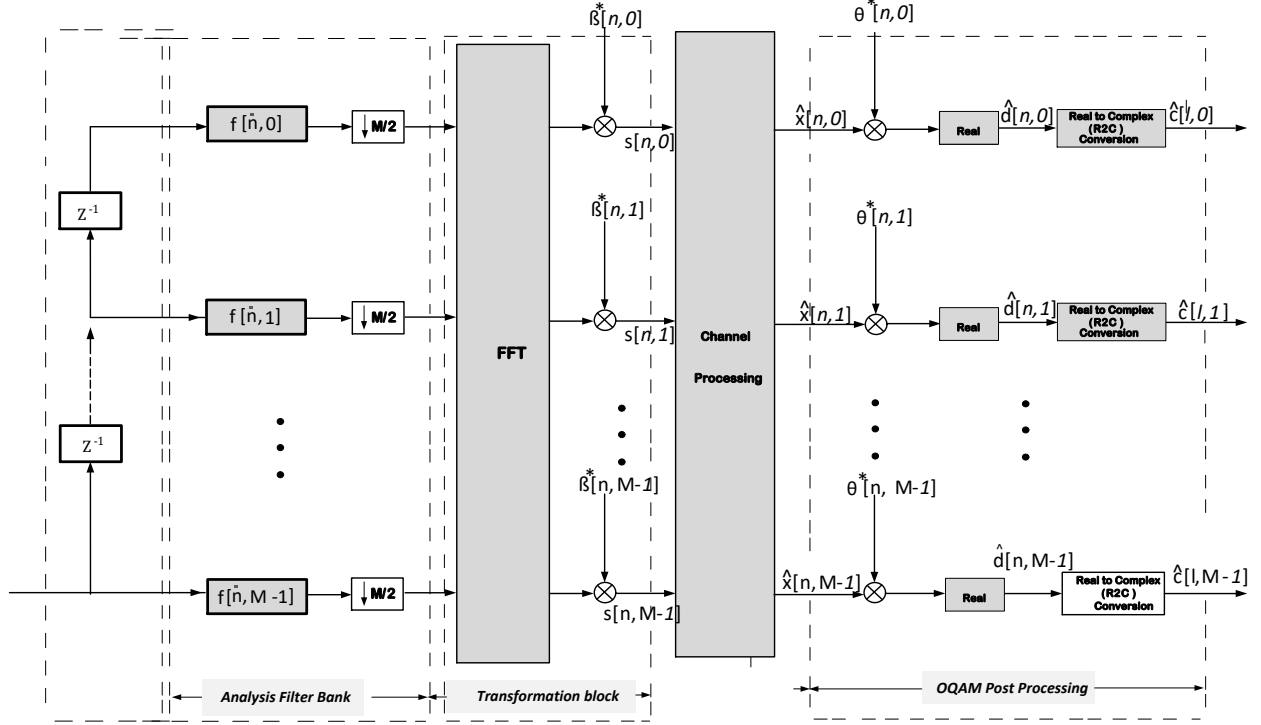 ß*[n,0]
θ*[n,0]
f[n̊,0]
↓ M/2
s[n,0]
x̂[n,0]
Real
d̂[n,0]
Real to Complex
(R2C )
Conversion
ĉ[l,0]
Z⁻¹
ß*[n,1]
θ*[n,1]
f[n̊,1]
↓ M/2
s[n,1]
x̂[n,1]
Real
d̂[n,1]
Real to Complex
(R2C )
Conversion
ĉ[l,1]
FFT
Channel
Processing
Z⁻¹
ß*[n,M-1]
θ*[n, M-1]
f[n̊,M-1]
↓ M/2
s[n,M-1]
x̂[n,M-1]
Real
d̂[n,M-1]
Real to Complex
(R2C )
Conversion
ĉ[l,M-1]
Analysis Filter Bank
Transformation block
OQAM Post Processing